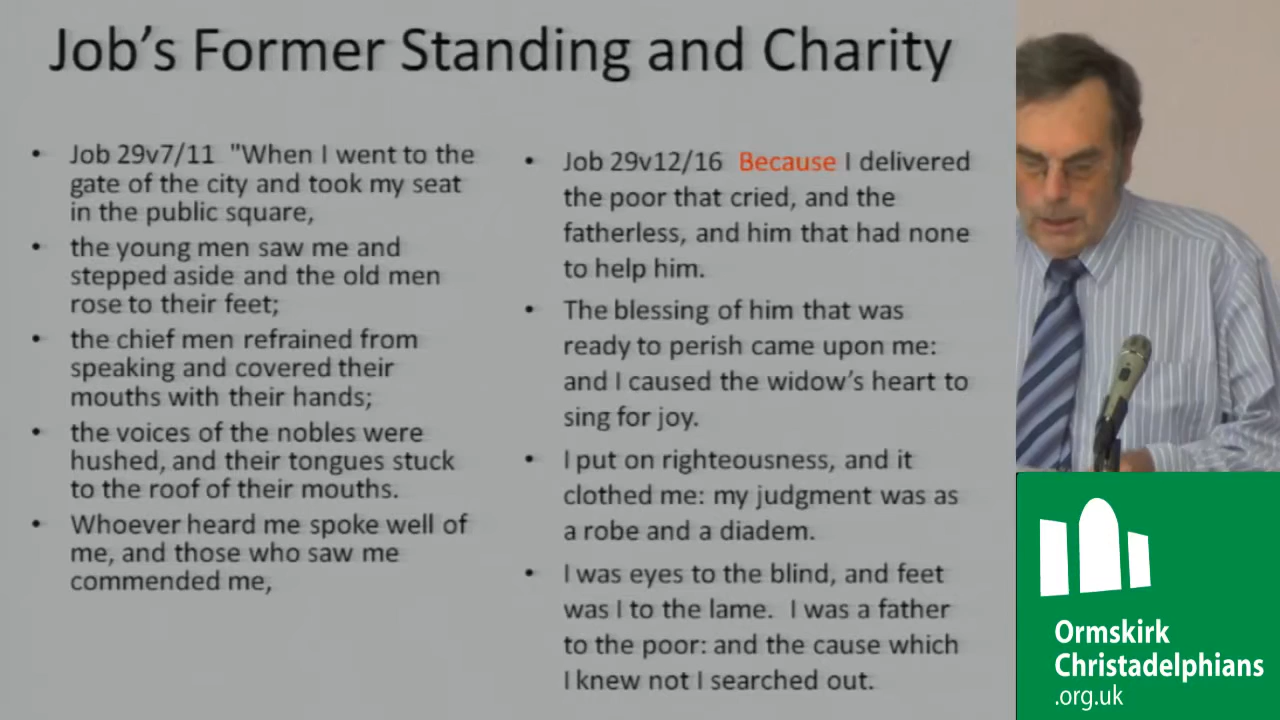 Job's Former Standing and Charity
• Job 29v7/11 "When I went to the
gate of the city and took my seat
in the public square,
• the young men saw me and
stepped aside and the old men
rose to their feet;
• the chief men refrained from
speaking and covered their
mouths with their hands;
• the voices of the nobles were
hushed, and their tongues stuck
to the roof of their mouths.
• Whoever heard me spoke well of
me, and those who saw me
commended me,
• Job 29v12/16 Because I delivered
the poor that cried, and the
fatherless, and him that had none
to help him.
• The blessing of him that was
ready to perish came upon me:
and I caused the widow's heart to
sing for joy.
• I put on righteousness, and it
clothed me: my judgment was as
a robe and a diadem.
• I was eyes to the blind, and feet
was I to the lame. I was a father
to the poor: and the cause which
I knew not I searched out.
Ormskirk
Christadelphians
.org.uk